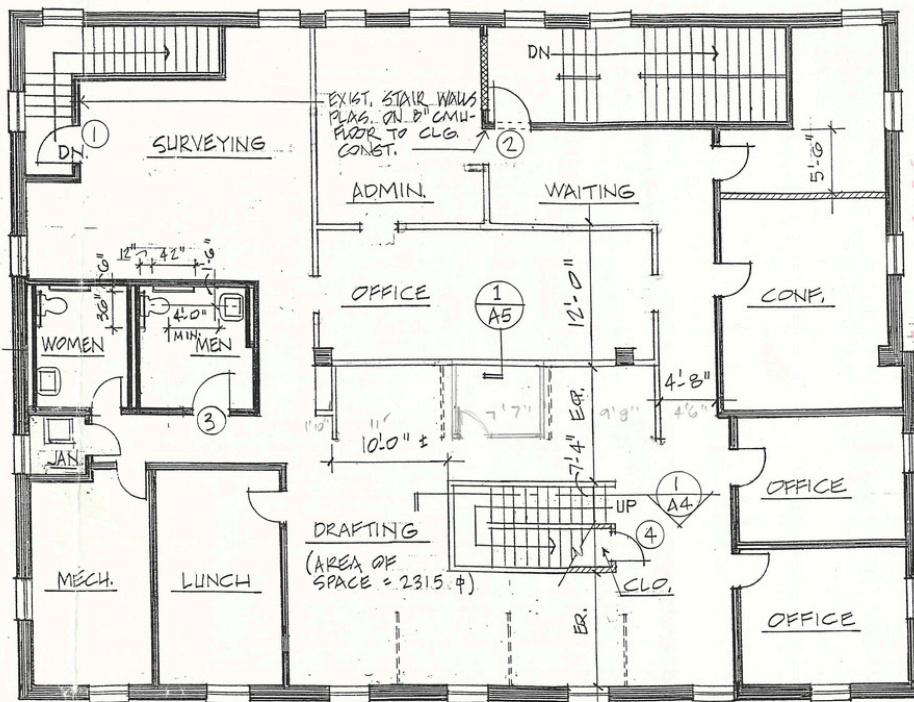 DN
EXIST. STAIR WALLS
PLAS. ON 8" CMU-
FLOOR TO CLG.
CONST.
1
DN.
SURVEYING
2
5'-6"
ADMIN.
WAITING
12"
42"
1'-6"
6"
36"
4'-0"
MIN.
WOMEN
MEN
OFFICE
1
A5
12'-0"
CONF.
4'-8"
4'6"
3
1'0"
10'-0" ±
7'7"
EQ.
9'8"
7'-4"
JAN.
OFFICE
UP
1
A4
DRAFTING
(AREA OF
SPACE = 2315 ϕ)
4
CLO.
MECH.
LUNCH
EQ.
OFFICE